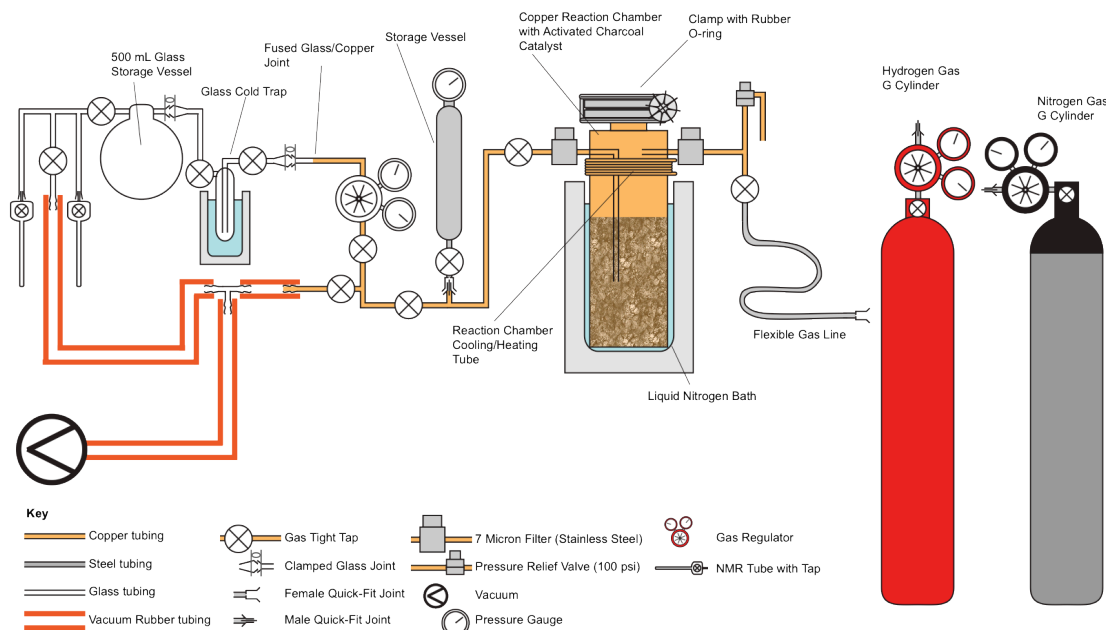 Copper Reaction Chamber
with Activated Charcoal
Catalyst
Clamp with Rubber
O-ring
Storage Vessel
Fused Glass/Copper
Joint
500 mL Glass
Storage Vessel
Glass Cold Trap
Hydrogen Gas
G Cylinder
Nitrogen Gas
G Cylinder
Reaction Chamber
Cooling/Heating
Tube
Flexible Gas Line
Liquid Nitrogen Bath
Key
Copper tubing
Steel tubing
Glass tubing
Vacuum Rubber tubing
Gas Tight Tap
Clamped Glass Joint
Female Quick-Fit Joint
Male Quick-Fit Joint
7 Micron Filter (Stainless Steel)
Pressure Relief Valve (100 psi)
Vacuum
Pressure Gauge
Gas Regulator
NMR Tube with Tap